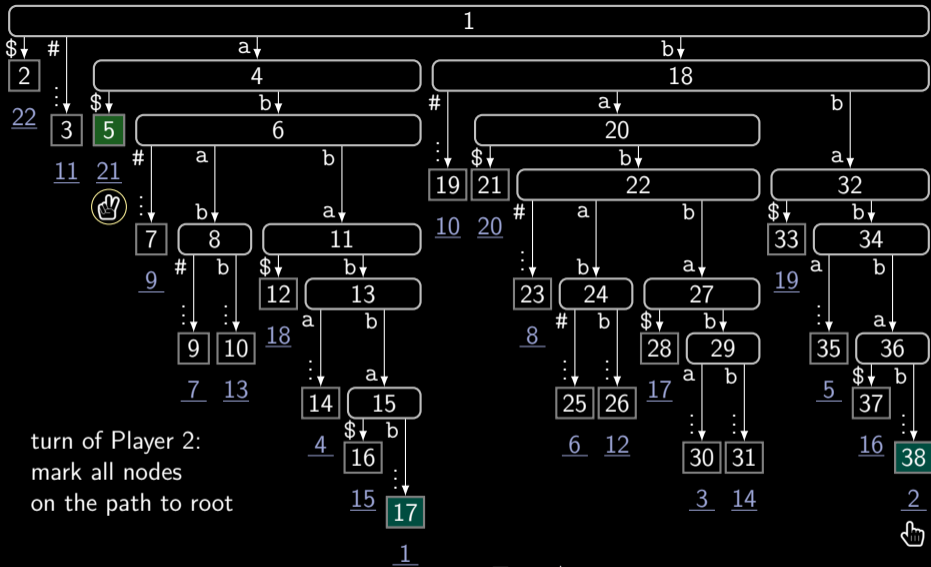 1
$ # a b
2 4 18
22 3 $ b # a b
11 5 6 20
21 # a b 19 $ b a
10 21 22 32
20 # a b $ b
7 b 8 a 11 33 34
9 # b $ b 23 b a 19 a b
12 13 8 24 27 a
18 a b # b $ b 35 36
9 10 28 29 5 $ b
7 13 17 a b
14 a 15 25 26 37
turn of Player 2: 4 $ b 6 12 16
mark all nodes 16 30 31 38
on the path to root 15 3 14 2
17
1